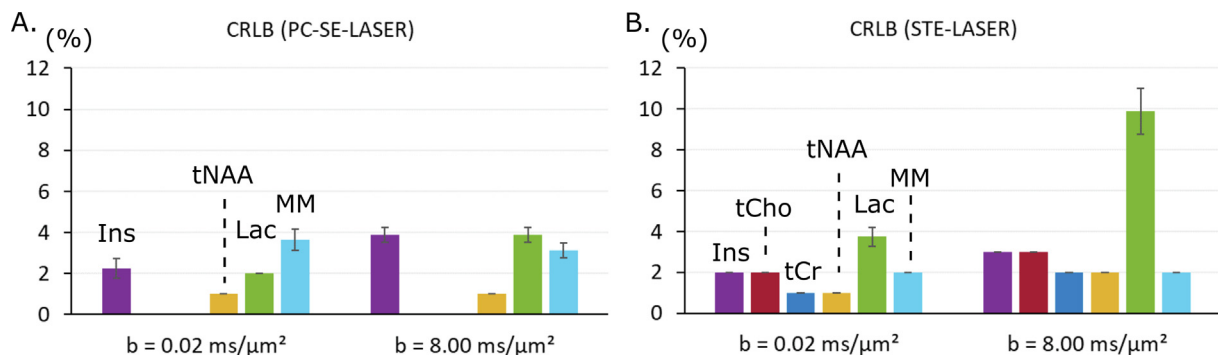 A.
(%)
CRLB (PC-SE-LASER)
12
10
8
6
4
2
0
Ins
tNAA
Lac
MM
b = 0.02 ms/µm²
b = 8.00 ms/µm²
B.
(%)
CRLB (STE-LASER)
12
10
8
6
4
2
0
Ins
tCho
tCr
tNAA
Lac
MM
b = 0.02 ms/µm²
b = 8.00 ms/µm²